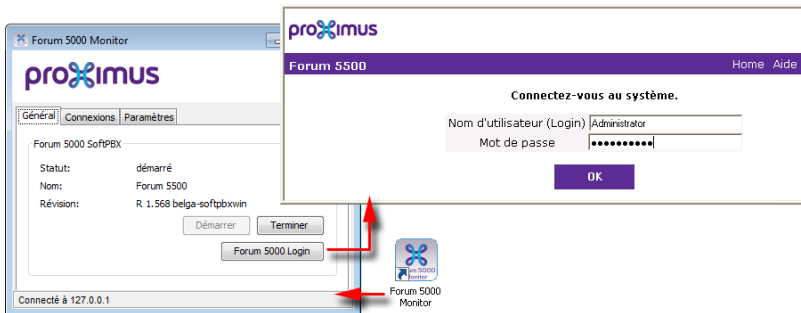 Forum 5000 Monitor
proximus
Général Connexions Paramètres
Forum 5000 SoftPBX
Statut: démarré
Nom: Forum 5500
Révision: R 1.568 belga-softpbxwin
Démarrer Terminer
Forum 5000 Login
Connecté à 127.0.0.1
proximus
Forum 5500 Home Aide
Connectez-vous au système.
Nom d'utilisateur (Login) Administrator
Mot de passe ••••••••••
OK
Forum 5000
Monitor